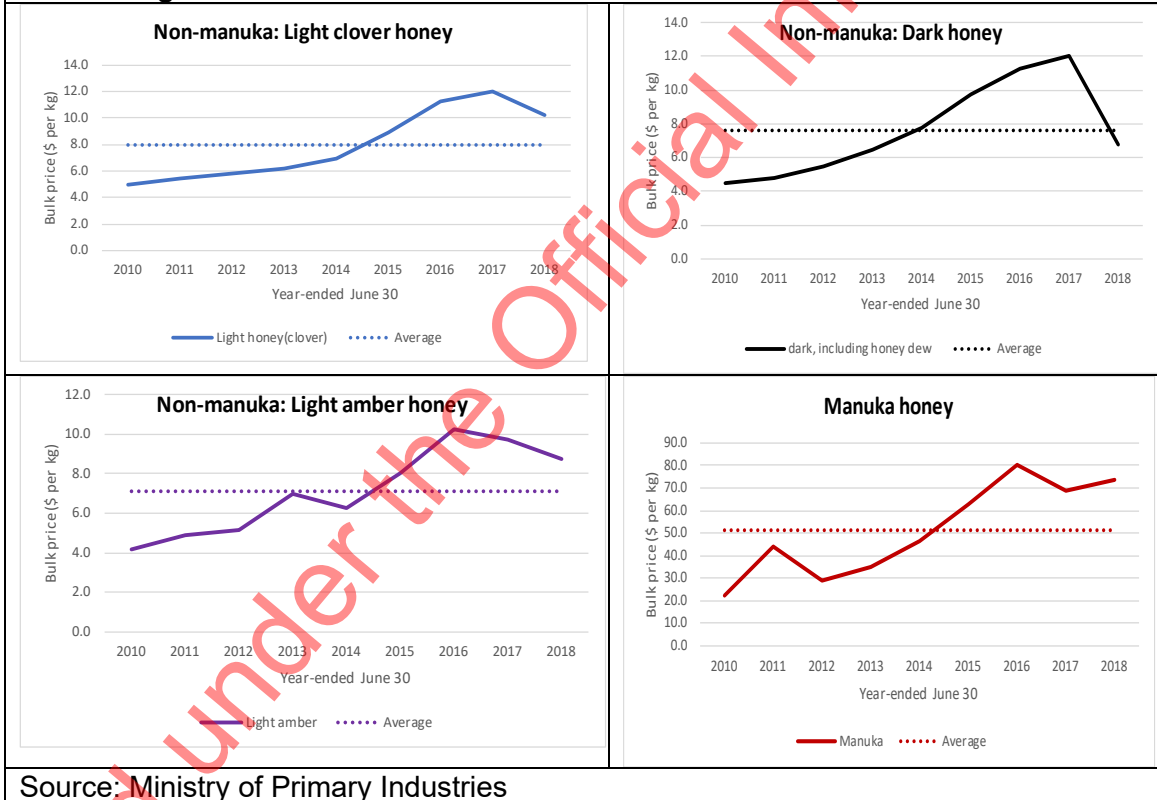 Non-manuka: Light clover honey
Bulk price ($ per kg)
14.0
12.0
10.0
8.0
6.0
4.0
2.0
0.0
2010 2011 2012 2013 2014 2015 2016 2017 2018
Year-ended June 30
Light honey(clover) Average
Non-manuka: Dark honey
Bulk price ($ per kg)
14.0
12.0
10.0
8.0
6.0
4.0
2.0
0.0
2010 2011 2012 2013 2014 2015 2016 2017 2018
Year-ended June 30
dark, including honey dew Average
Non-manuka: Light amber honey
Bulk price ($ per kg)
12.0
10.0
8.0
6.0
4.0
2.0
0.0
2010 2011 2012 2013 2014 2015 2016 2017 2018
Year-ended June 30
Light amber Average
Manuka honey
Bulk price ($ per kg)
90.0
80.0
70.0
60.0
50.0
40.0
30.0
20.0
10.0
0.0
2010 2011 2012 2013 2014 2015 2016 2017 2018
Year-ended June 30
Manuka Average
Source: Ministry of Primary Industries
under the Official